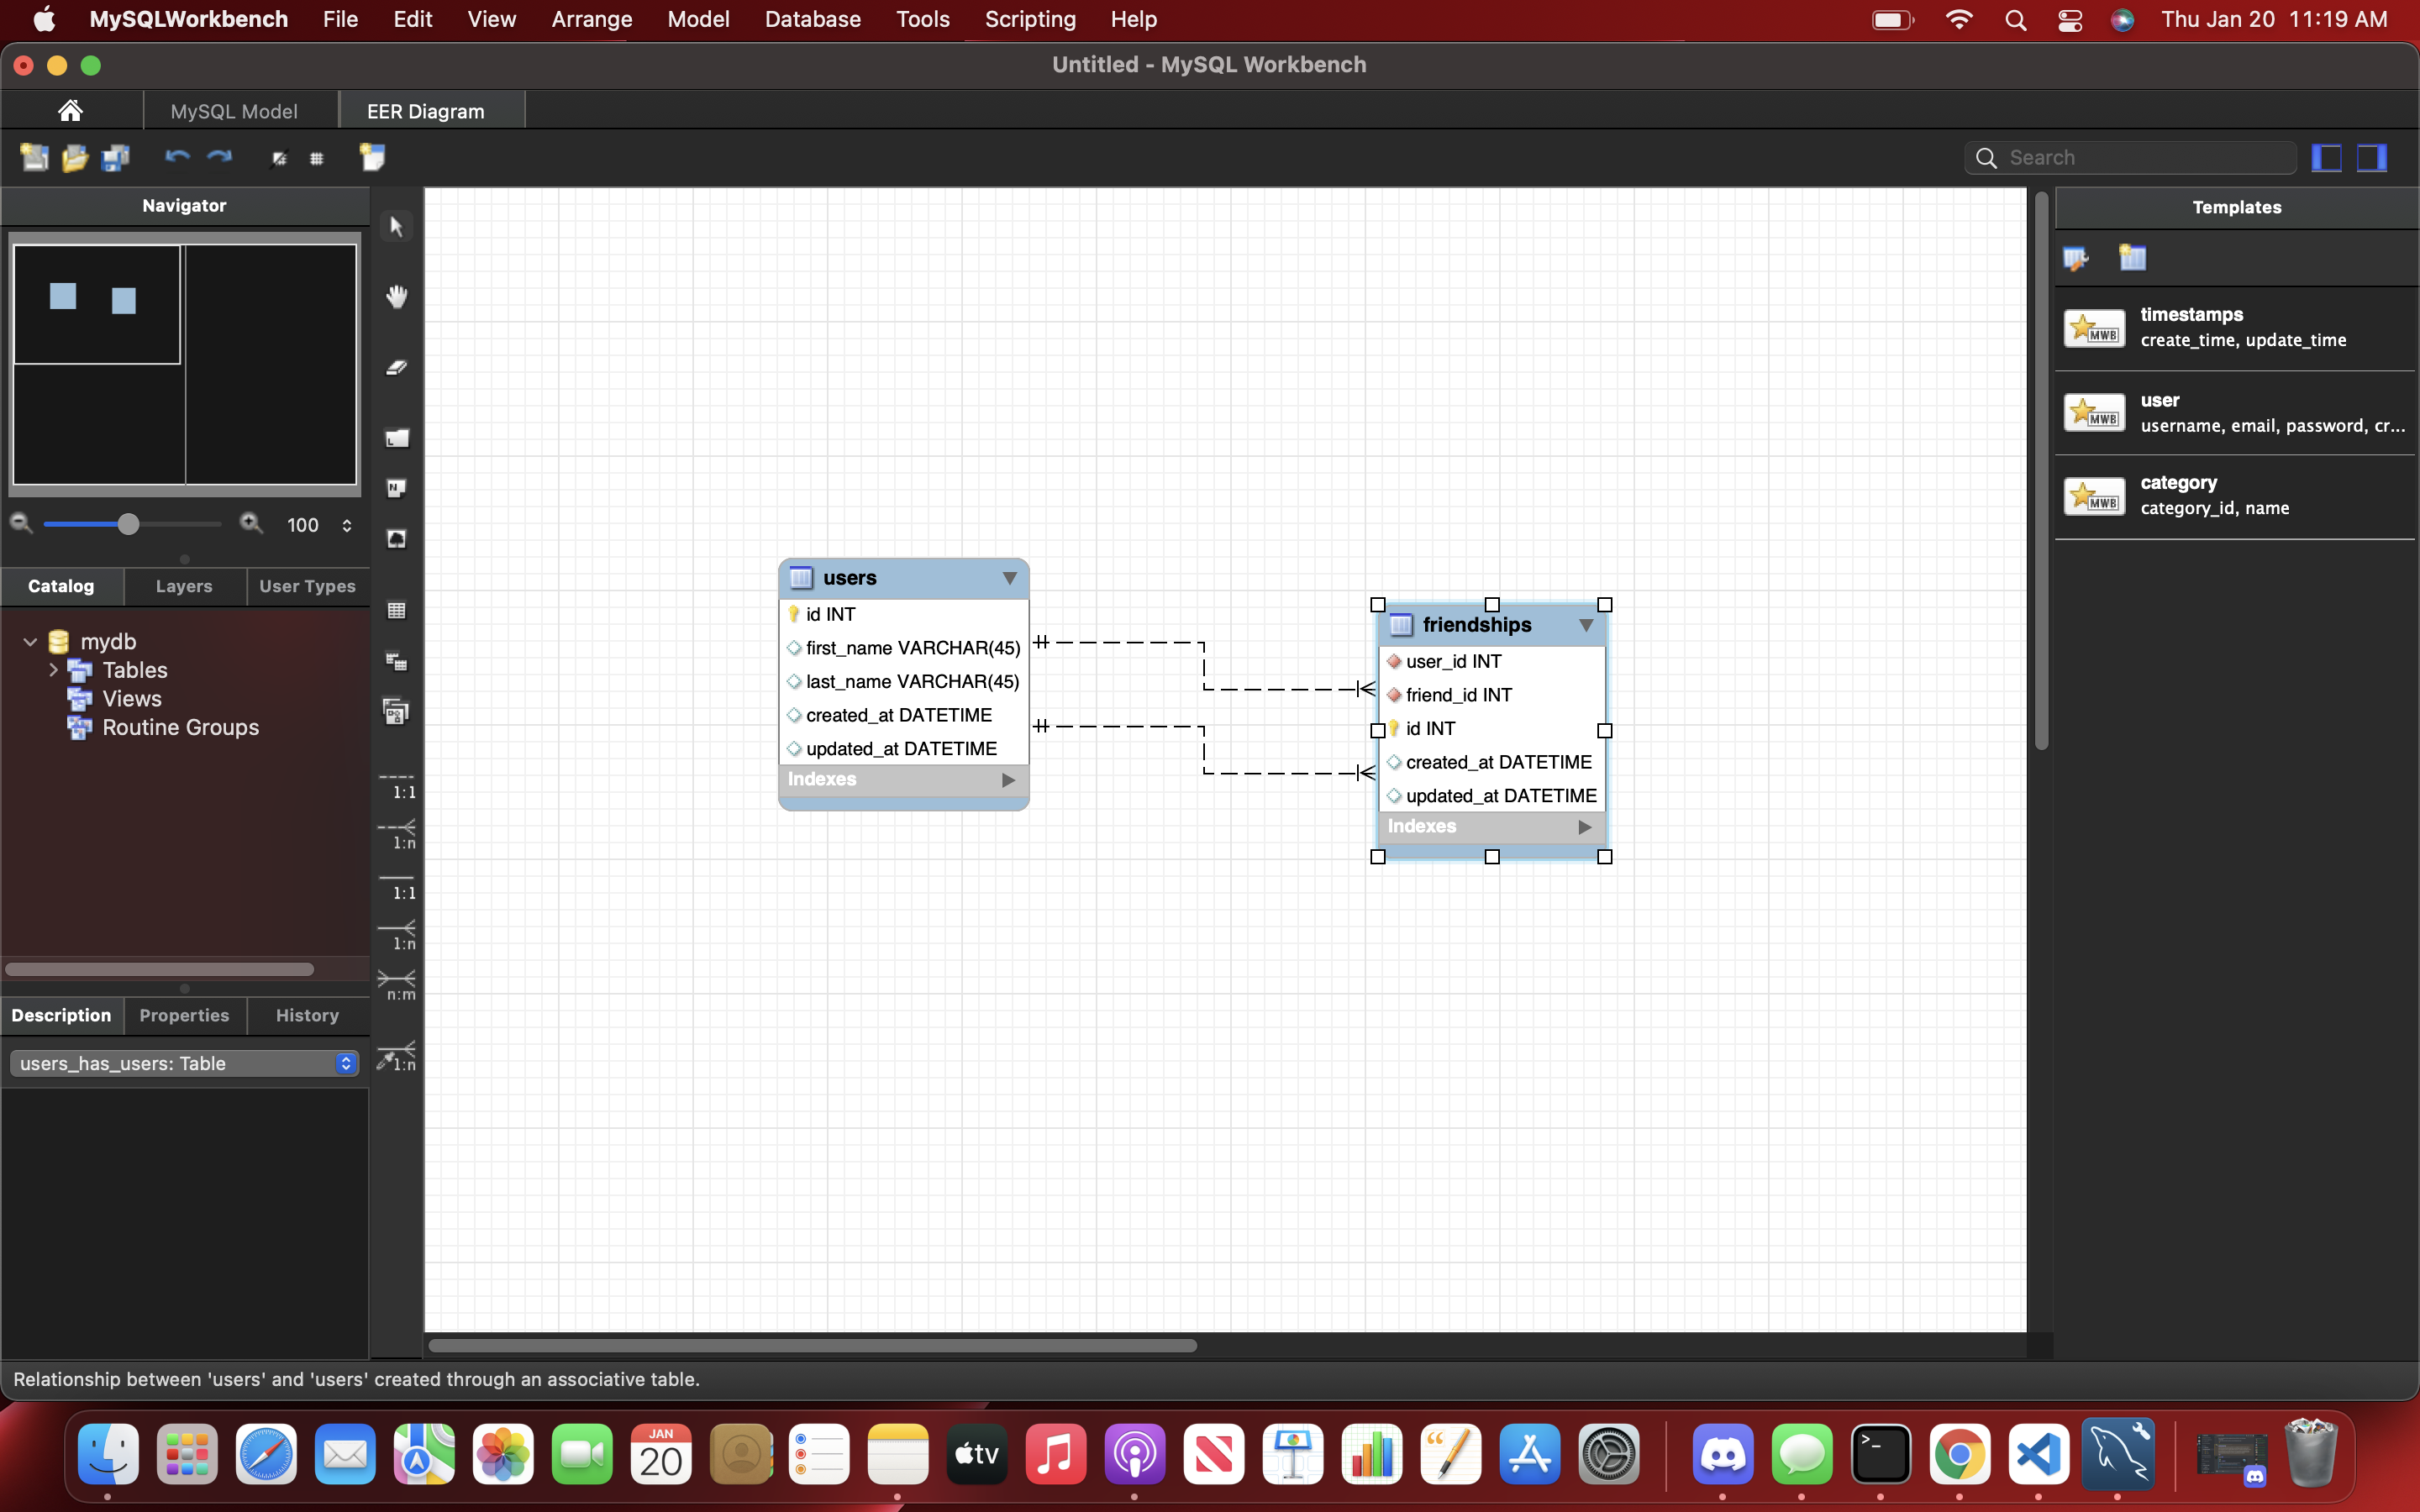 MySQLWorkbench File Edit View Arrange Model Database Tools Scripting Help Thu Jan 20 11:19 AM
Untitled - MySQL Workbench
MySQL Model EER Diagram
Search
Navigator
Templates
timestamps
create_time, update_time
user
username, email, password, cr...
category
category_id, name
100
Catalog Layers User Types
mydb
Tables
Views
Routine Groups
L
N
1:1
1:n
1:1
1:n
n:m
1:n
users
id INT
first_name VARCHAR(45)
last_name VARCHAR(45)
created_at DATETIME
updated_at DATETIME
Indexes
friendships
user_id INT
friend_id INT
id INT
created_at DATETIME
updated_at DATETIME
Indexes
MWB
MWB
MWB
Description Properties History
users_has_users: Table
Relationship between 'users' and 'users' created through an associative table.
JAN
20
tv
>_